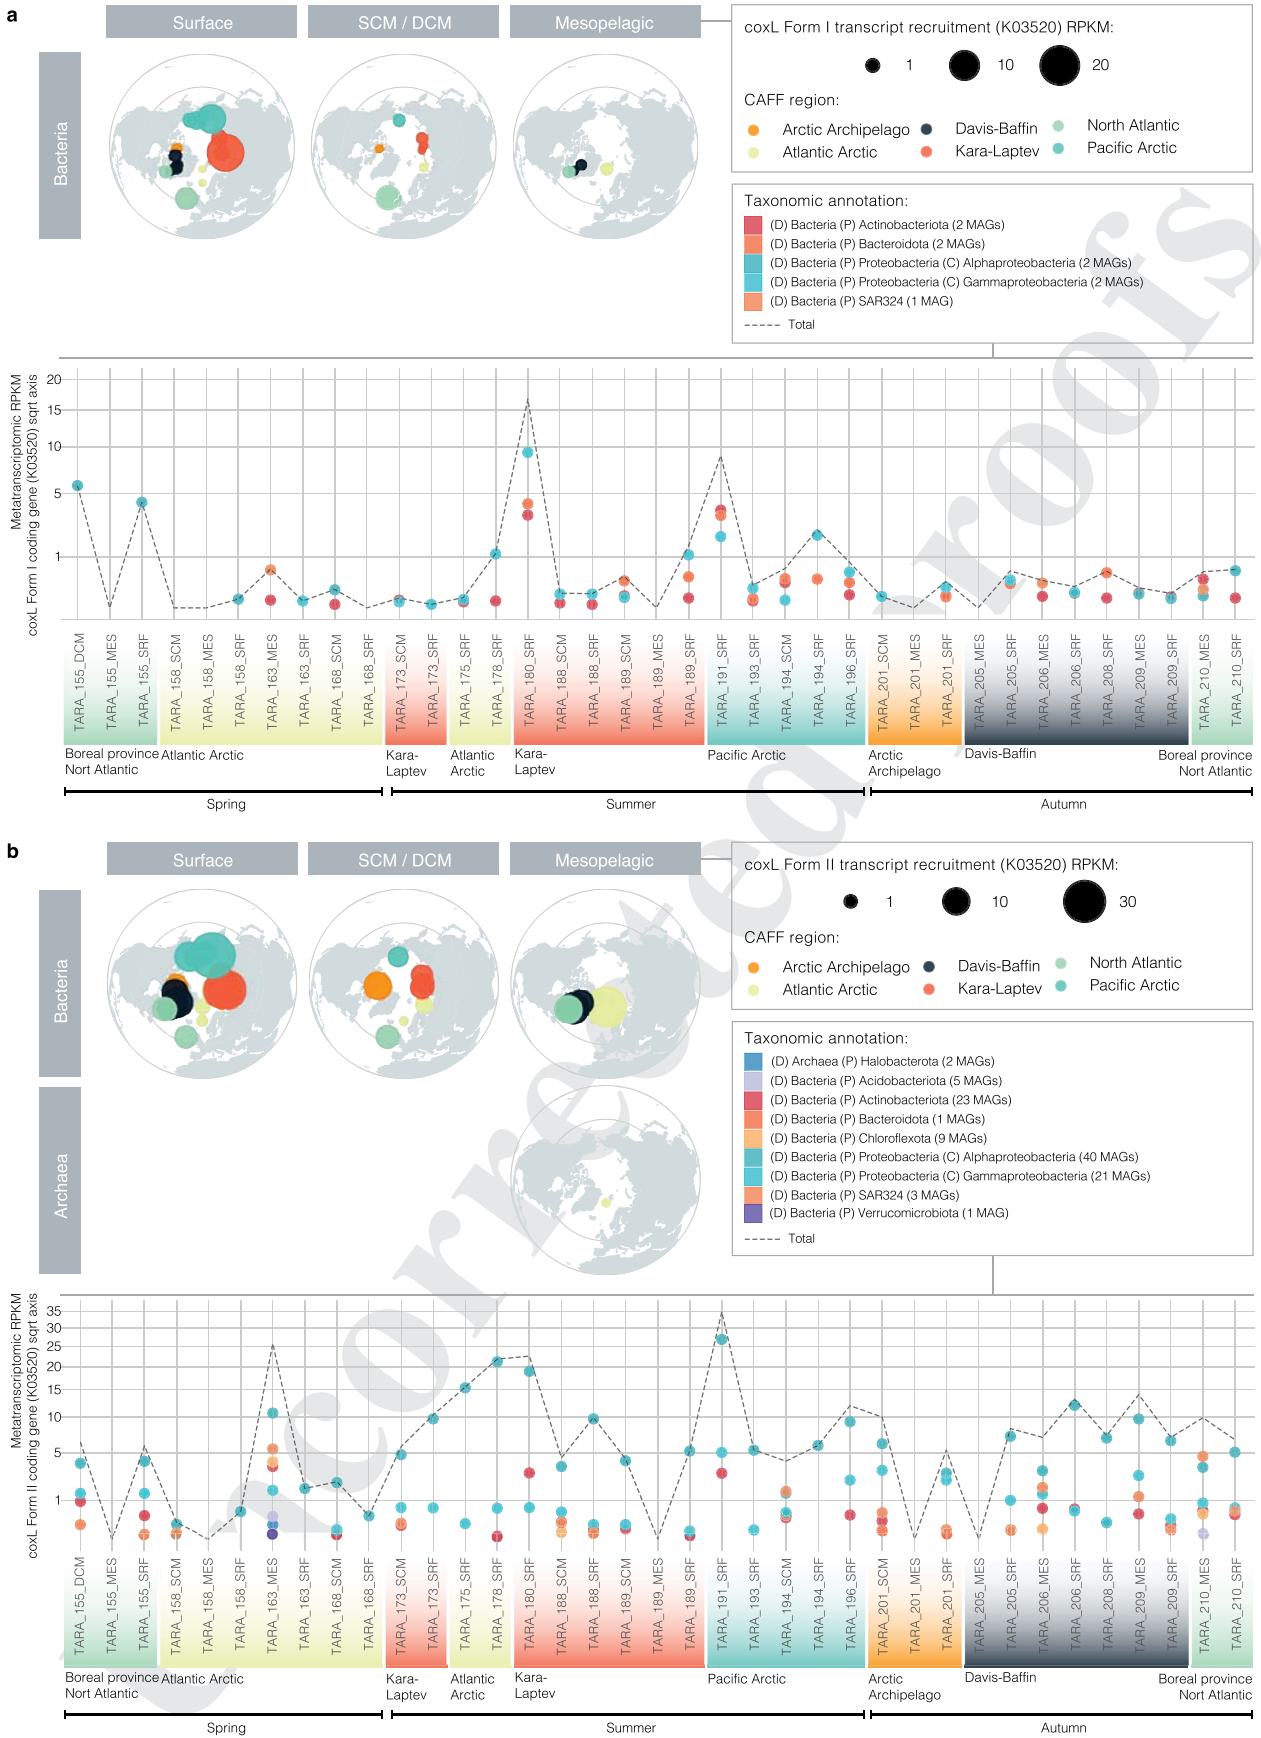 a
Surface
SCM / DCM
Mesopelagic
Bacteria
coxL Form I transcript recruitment (K03520) RPKM:
1
10
20
CAFF region:
Arctic Archipelago
Davis-Baffin
North Atlantic
Atlantic Arctic
Kara-Laptev
Pacific Arctic
Taxonomic annotation:
(D) Bacteria (P) Actinobacteriota (2 MAGs)
(D) Bacteria (P) Bacteroidota (2 MAGs)
(D) Bacteria (P) Proteobacteria (C) Alphaproteobacteria (2 MAGs)
(D) Bacteria (P) Proteobacteria (C) Gammaproteobacteria (2 MAGs)
(D) Bacteria (P) SAR324 (1 MAG)
Total
Metatranscriptomic RPKM
coxL Form I coding gene (K03520) sqrt axis
20
15
10
5
1
TARA_155_DCM
TARA_155_MES
TARA_155_SRF
TARA_158_SCM
TARA_158_MES
TARA_158_SRF
TARA_163_MES
TARA_163_SRF
TARA_168_SCM
TARA_168_SRF
TARA_173_SCM
TARA_173_SRF
TARA_175_SRF
TARA_178_SRF
TARA_180_SRF
TARA_188_SCM
TARA_188_SRF
TARA_189_SCM
TARA_189_MES
TARA_189_SRF
TARA_191_SRF
TARA_193_SRF
TARA_194_SCM
TARA_194_SRF
TARA_196_SRF
TARA_201_SCM
TARA_201_MES
TARA_201_SRF
TARA_205_MES
TARA_205_SRF
TARA_206_MES
TARA_206_SRF
TARA_208_SRF
TARA_209_MES
TARA_209_SRF
TARA_210_MES
TARA_210_SRF
Boreal province
Nort Atlantic
Atlantic Arctic
Kara-
Laptev
Atlantic
Arctic
Kara-
Laptev
Pacific Arctic
Arctic
Archipelago
Davis-Baffin
Boreal province
Nort Atlantic
Spring
Summer
Autumn
b
Surface
SCM / DCM
Mesopelagic
Bacteria
Archaea
coxL Form II transcript recruitment (K03520) RPKM:
1
10
30
CAFF region:
Arctic Archipelago
Davis-Baffin
North Atlantic
Atlantic Arctic
Kara-Laptev
Pacific Arctic
Taxonomic annotation:
(D) Archaea (P) Halobacterota (2 MAGs)
(D) Bacteria (P) Acidobacteriota (5 MAGs)
(D) Bacteria (P) Actinobacteriota (23 MAGs)
(D) Bacteria (P) Bacteroidota (1 MAGs)
(D) Bacteria (P) Chloroflexota (9 MAGs)
(D) Bacteria (P) Proteobacteria (C) Alphaproteobacteria (40 MAGs)
(D) Bacteria (P) Proteobacteria (C) Gammaproteobacteria (21 MAGs)
(D) Bacteria (P) SAR324 (3 MAGs)
(D) Bacteria (P) Verrucomicrobiota (1 MAG)
Total
Metatranscriptomic RPKM
coxL Form II coding gene (K03520) sqrt axis
35
30
25
20
15
10
5
1
TARA_155_DCM
TARA_155_MES
TARA_155_SRF
TARA_158_SCM
TARA_158_MES
TARA_158_SRF
TARA_163_MES
TARA_163_SRF
TARA_168_SCM
TARA_168_SRF
TARA_173_SCM
TARA_173_SRF
TARA_175_SRF
TARA_178_SRF
TARA_180_SRF
TARA_188_SCM
TARA_188_SRF
TARA_189_SCM
TARA_189_MES
TARA_189_SRF
TARA_191_SRF
TARA_193_SRF
TARA_194_SCM
TARA_194_SRF
TARA_196_SRF
TARA_201_SCM
TARA_201_MES
TARA_201_SRF
TARA_205_MES
TARA_205_SRF
TARA_206_MES
TARA_206_SRF
TARA_208_SRF
TARA_209_MES
TARA_209_SRF
TARA_210_MES
TARA_210_SRF
Boreal province
Nort Atlantic
Atlantic Arctic
Kara-
Laptev
Atlantic
Arctic
Kara-
Laptev
Pacific Arctic
Arctic
Archipelago
Davis-Baffin
Boreal province
Nort Atlantic
Spring
Summer
Autumn
Uncorrected proofs